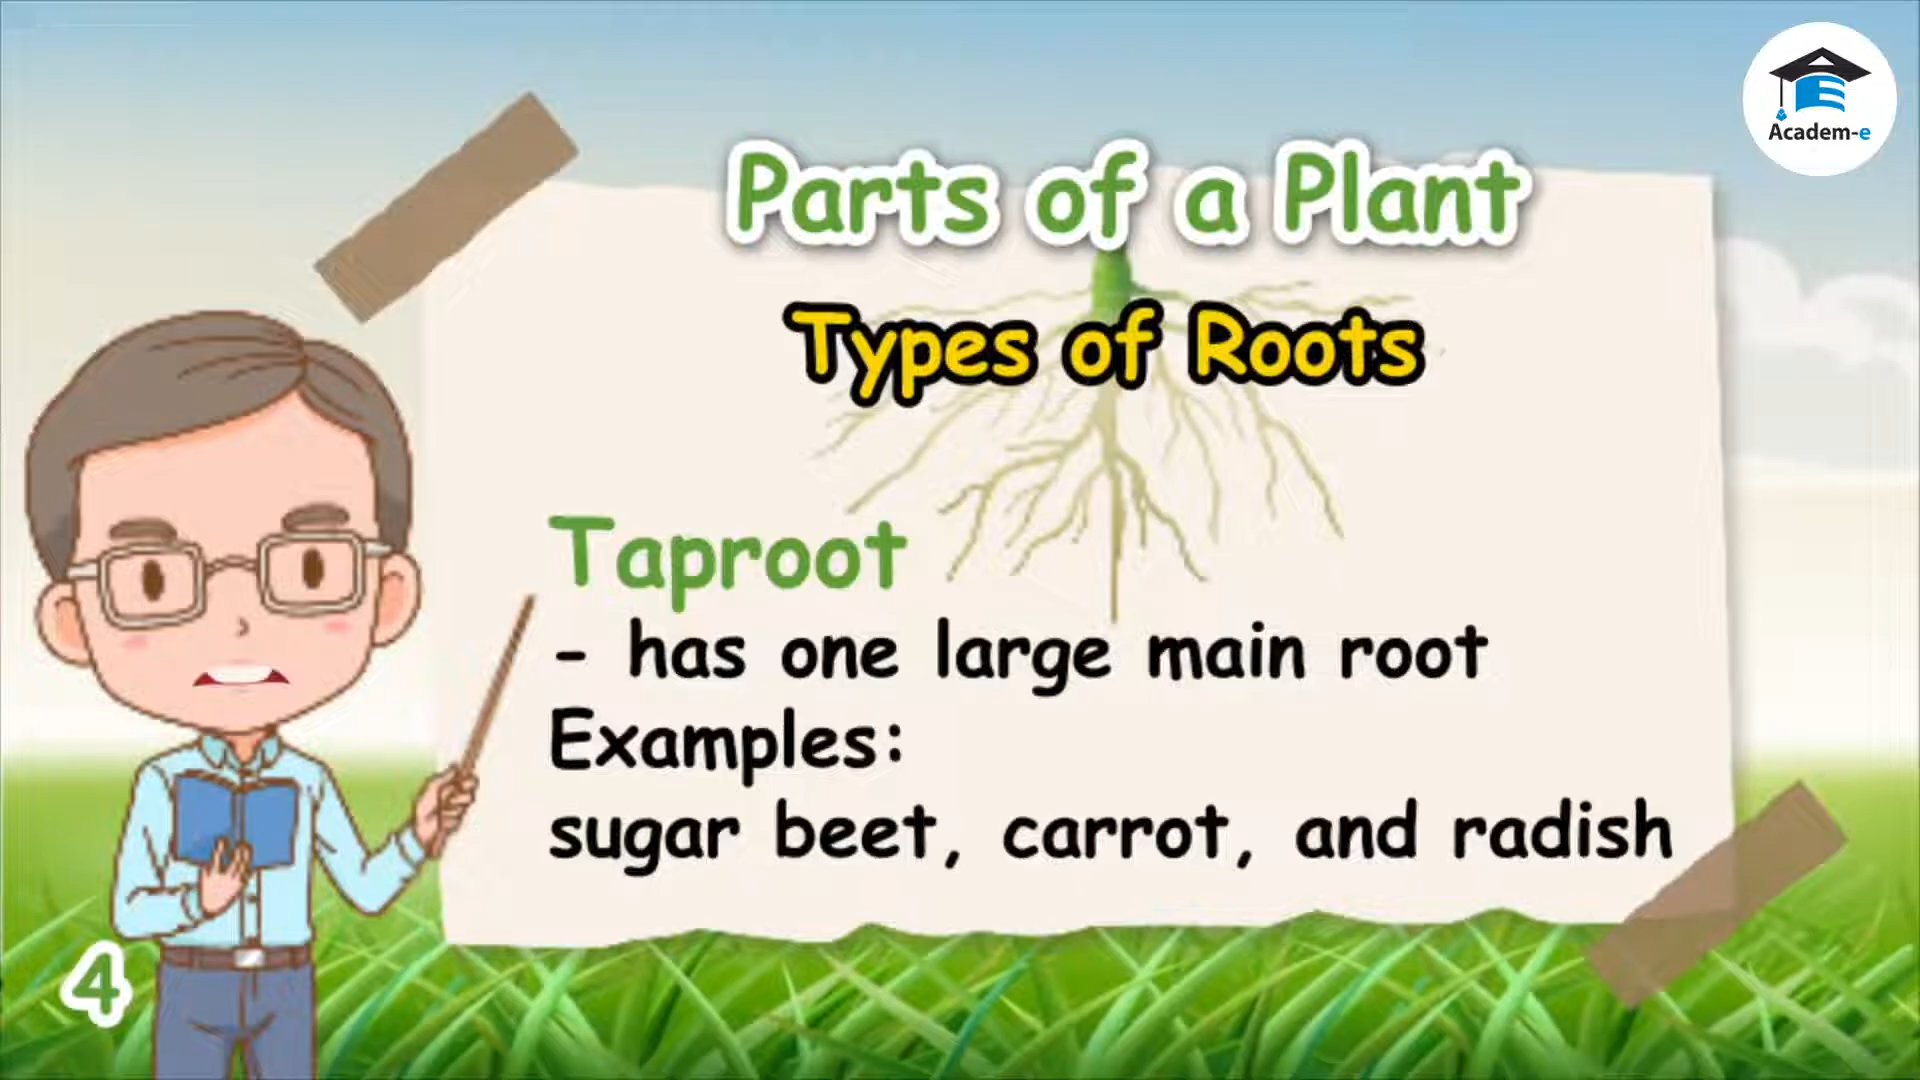 Academ-e
Parts of a Plant
Types of Roots
Taproot
- has one large main root
Examples:
sugar beet, carrot, and radish
4